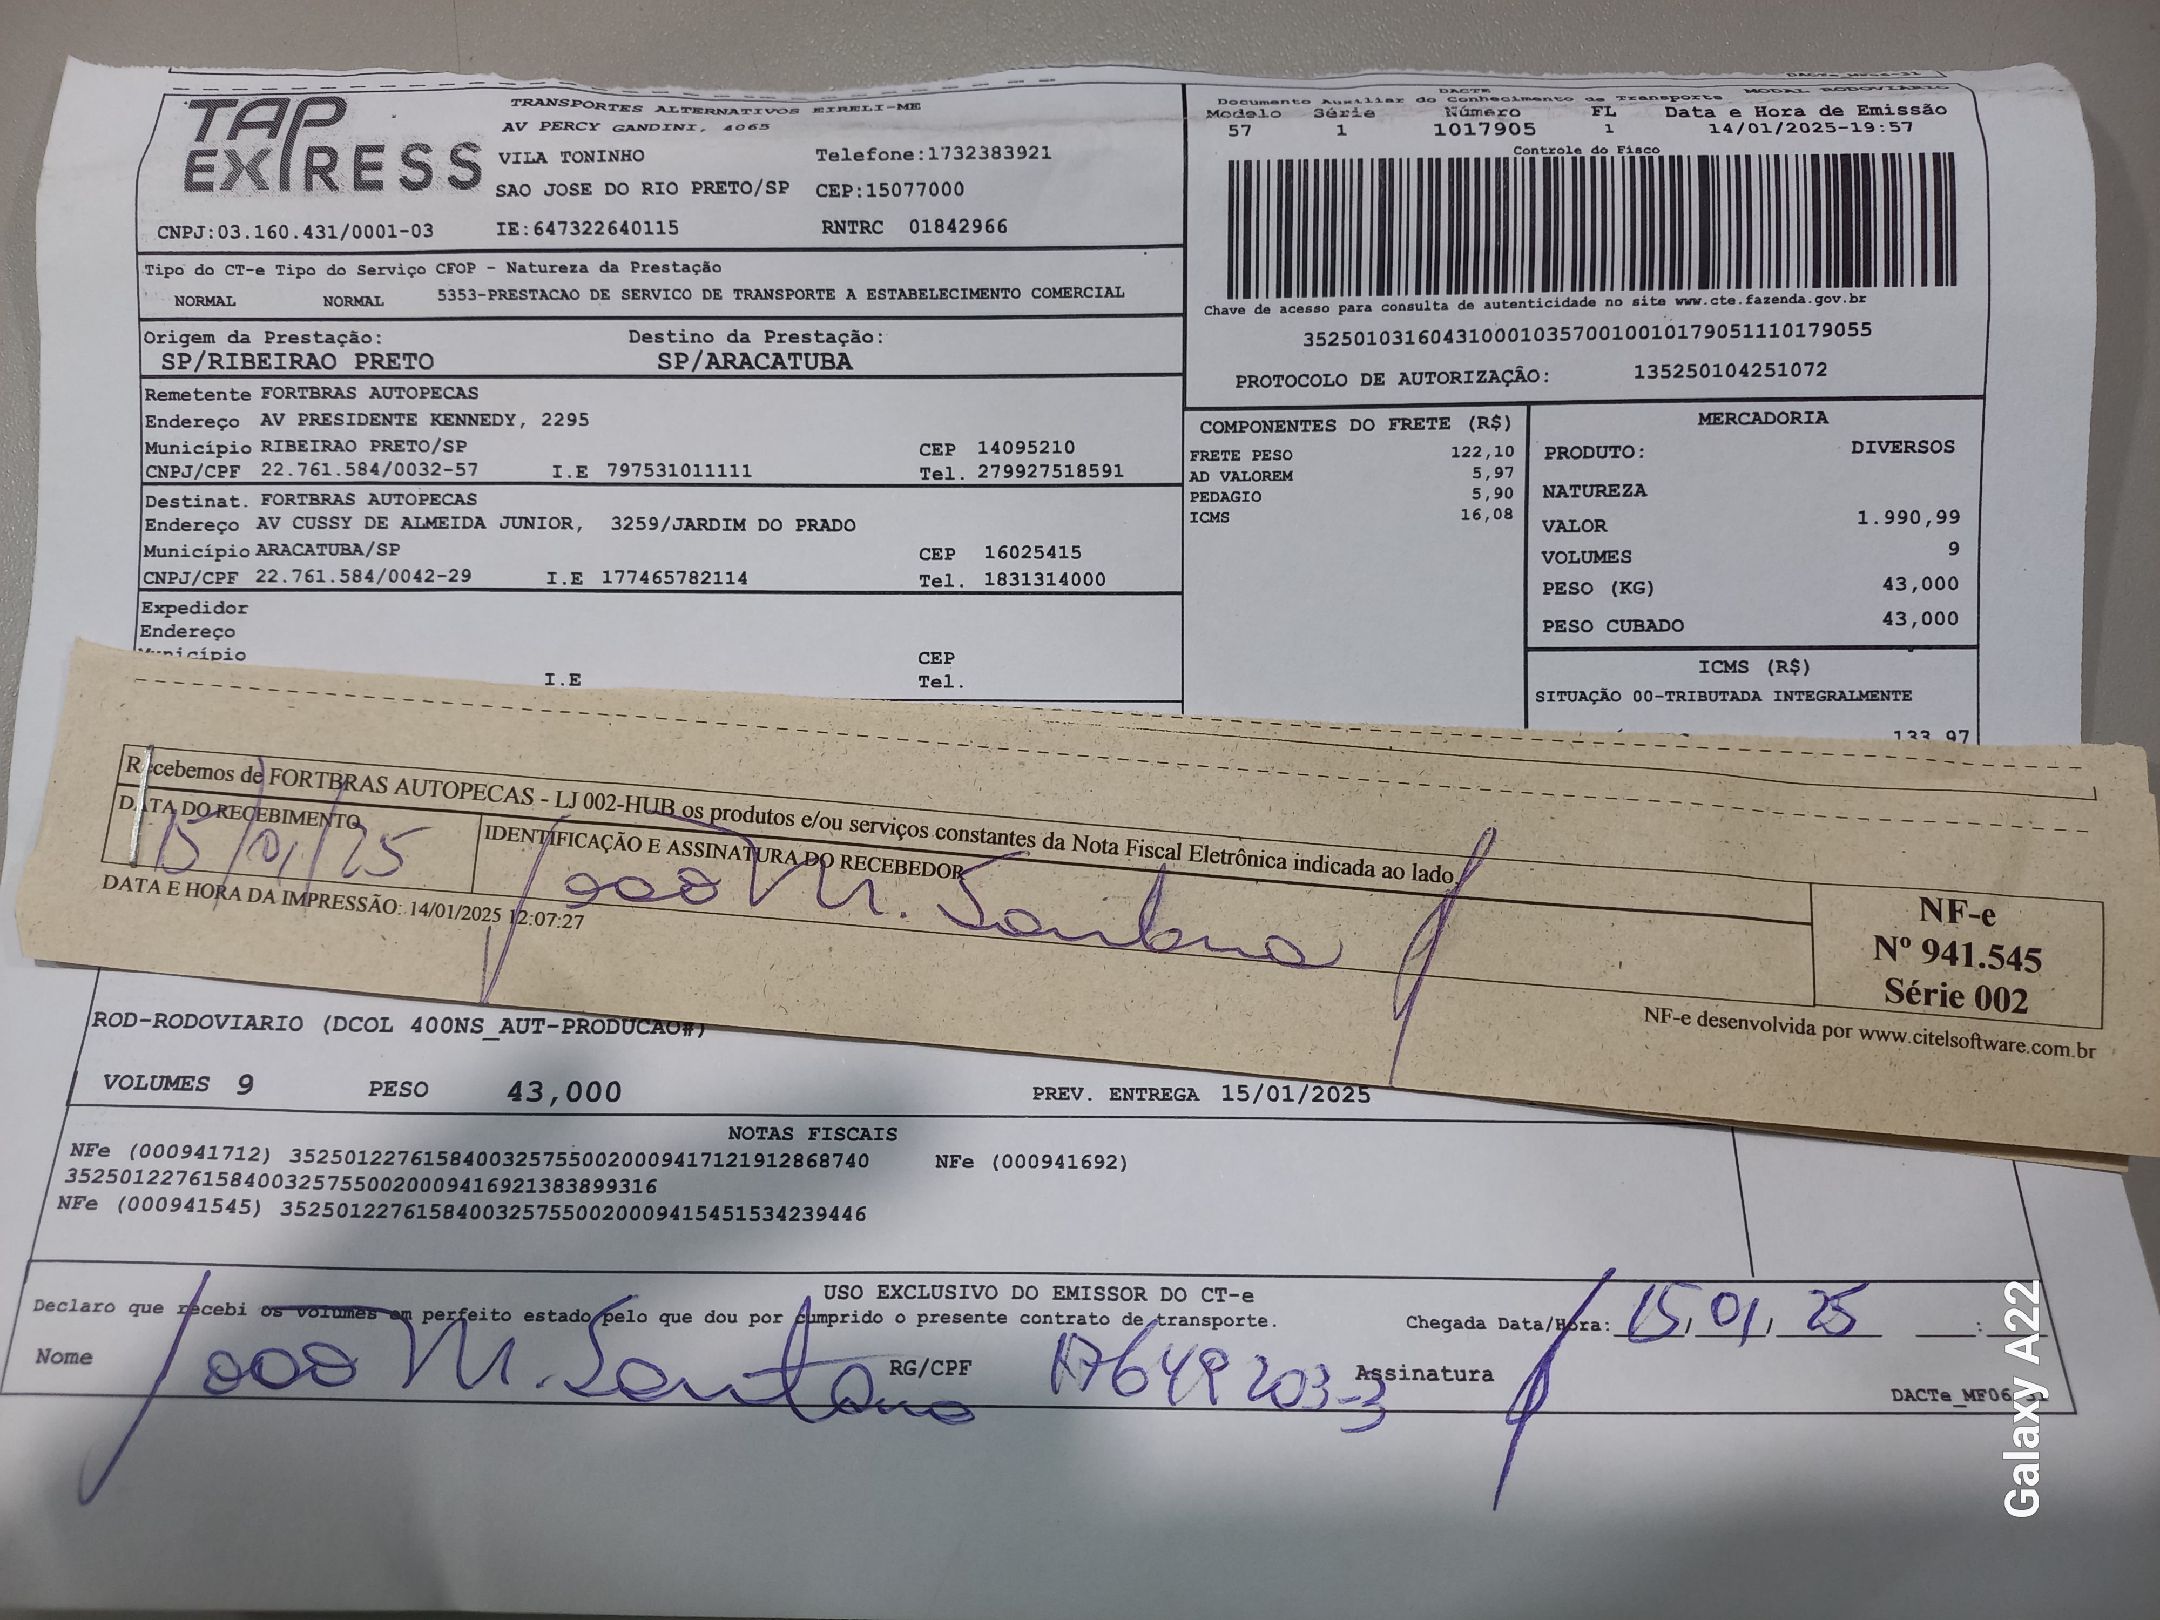 TAP EXPRESS
TRANSPORTES ALTERNATIVOS EIRELI-ME
AV PERCY GANDINI, 4065
VILA TONINHO Telefone:1732383921
SAO JOSE DO RIO PRETO/SP CEP:15077000
CNPJ:03.160.431/0001-03 IE:647322640115 RNTRC 01842966
DACTE MODAL RODOVIARIO
Documento Auxiliar do Conhecimento de Transporte
Modelo Série Número FL Data e Hora de Emissão
57 1 1017905 1 14/01/2025-19:57
Controle do Fisco
Chave de acesso para consulta de autenticidade no site www.cte.fazenda.gov.br
35250103160431000103570010010179051110179055
PROTOCOLO DE AUTORIZAÇÃO: 135250104251072
Tipo do CT-e Tipo do Serviço CFOP - Natureza da Prestação
NORMAL NORMAL 5353-PRESTACAO DE SERVICO DE TRANSPORTE A ESTABELECIMENTO COMERCIAL
Origem da Prestação: Destino da Prestação:
SP/RIBEIRAO PRETO SP/ARACATUBA
Remetente FORTBRAS AUTOPECAS
Endereço AV PRESIDENTE KENNEDY, 2295
Município RIBEIRAO PRETO/SP CEP 14095210
CNPJ/CPF 22.761.584/0032-57 I.E 797531011111 Tel. 279927518591
Destinat. FORTBRAS AUTOPECAS
Endereço AV CUSSY DE ALMEIDA JUNIOR, 3259/JARDIM DO PRADO
Município ARACATUBA/SP CEP 16025415
CNPJ/CPF 22.761.584/0042-29 I.E 177465782114 Tel. 1831314000
Expedidor
Endereço
Município CEP
I.E Tel.
COMPONENTES DO FRETE (R$)
FRETE PESO 122,10
AD VALOREM 5,97
PEDAGIO 5,90
ICMS 16,08
MERCADORIA
PRODUTO: DIVERSOS
NATUREZA
VALOR 1.990,99
VOLUMES 9
PESO (KG) 43,000
PESO CUBADO 43,000
ICMS (R$)
SITUAÇÃO 00-TRIBUTADA INTEGRALMENTE
133,97
Recebemos de FORTBRAS AUTOPECAS - LJ 002-HUB os produtos e/ou serviços constantes da Nota Fiscal Eletrônica indicada ao lado.
DATA DO RECEBIMENTO IDENTIFICAÇÃO E ASSINATURA DO RECEBEDOR
15/01/25 João M. Santana
DATA E HORA DA IMPRESSÃO: 14/01/2025 12:07:27
NF-e
Nº 941.545
Série 002
NF-e desenvolvida por www.citelsoftware.com.br
ROD-RODOVIARIO (DCOL 400NS_AUT-PRODUCAO#)
VOLUMES 9 PESO 43,000 PREV. ENTREGA 15/01/2025
NOTAS FISCAIS
NFe (000941712) 35250122761584003257550020009417121912868740 NFe (000941692)
35250122761584003257550020009416921383899316
NFe (000941545) 35250122761584003257550020009415451534239446
USO EXCLUSIVO DO EMISSOR DO CT-e
Declaro que recebi os volumes em perfeito estado pelo que dou por cumprido o presente contrato de transporte. Chegada Data/Hora: 15/01/25 :
Nome João M. Santana RG/CPF 17649203-3 Assinatura
DACTe_MF06
Galaxy A22